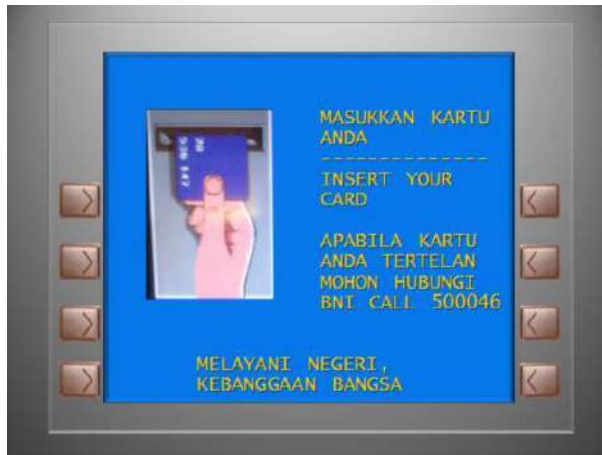 MASUKKAN KARTU
ANDA
--------------
INSERT YOUR
CARD
APABILA KARTU
ANDA TERTELAN
MOHON HUBUNGI
BNI CALL 500046
MELAYANI NEGERI,
KEBANGGAAN BANGSA